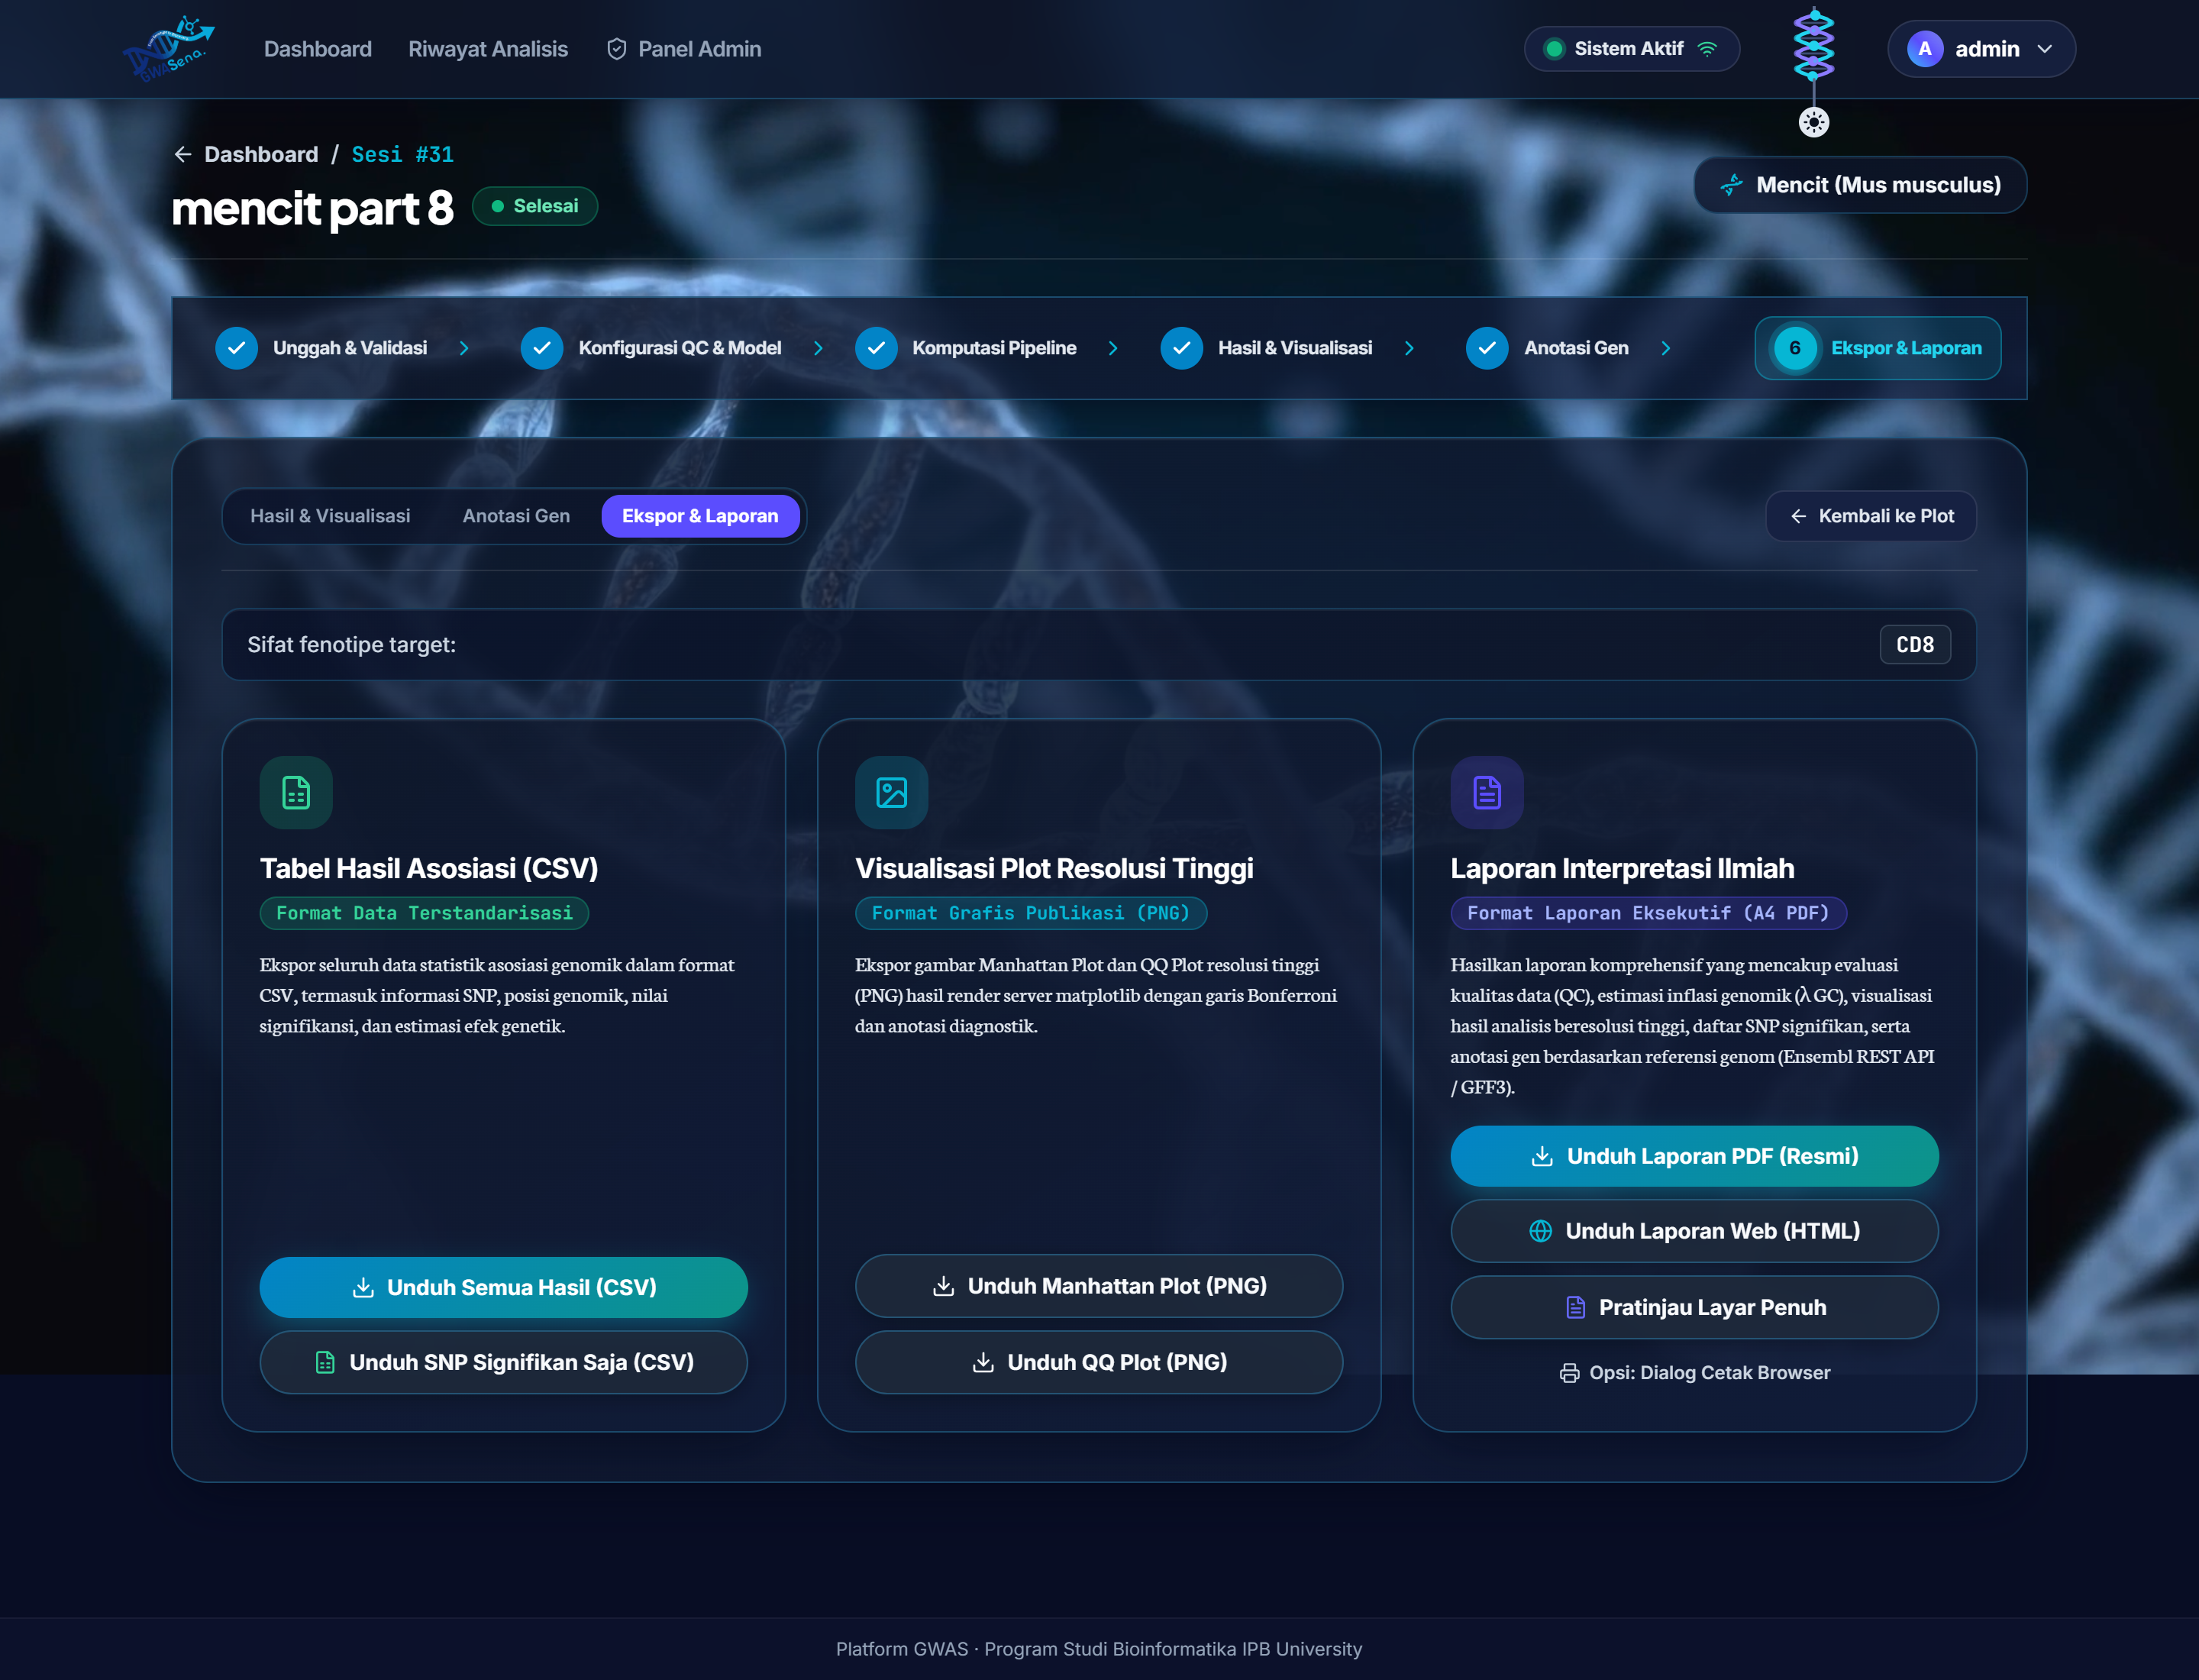 GWASena.
Dashboard
Riwayat Analisis
Panel Admin
Sistem Aktif
A
admin
Dashboard / Sesi #31
mencit part 8
Selesai
Mencit (Mus musculus)
Unggah & Validasi
Konfigurasi QC & Model
Komputasi Pipeline
Hasil & Visualisasi
Anotasi Gen
6
Ekspor & Laporan
Hasil & Visualisasi
Anotasi Gen
Ekspor & Laporan
Kembali ke Plot
Sifat fenotipe target:
CD8
Tabel Hasil Asosiasi (CSV)
Format Data Terstandarisasi
Ekspor seluruh data statistik asosiasi genomik dalam format
CSV, termasuk informasi SNP, posisi genomik, nilai
signifikansi, dan estimasi efek genetik.
Unduh Semua Hasil (CSV)
Unduh SNP Signifikan Saja (CSV)
Visualisasi Plot Resolusi Tinggi
Format Grafis Publikasi (PNG)
Ekspor gambar Manhattan Plot dan QQ Plot resolusi tinggi
(PNG) hasil render server matplotlib dengan garis Bonferroni
dan anotasi diagnostik.
Unduh Manhattan Plot (PNG)
Unduh QQ Plot (PNG)
Laporan Interpretasi Ilmiah
Format Laporan Eksekutif (A4 PDF)
Hasilkan laporan komprehensif yang mencakup evaluasi
kualitas data (QC), estimasi inflasi genomik (λ GC), visualisasi
hasil analisis beresolusi tinggi, daftar SNP signifikan, serta
anotasi gen berdasarkan referensi genom (Ensembl REST API
/ GFF3).
Unduh Laporan PDF (Resmi)
Unduh Laporan Web (HTML)
Pratinjau Layar Penuh
Opsi: Dialog Cetak Browser
Platform GWAS · Program Studi Bioinformatika IPB University